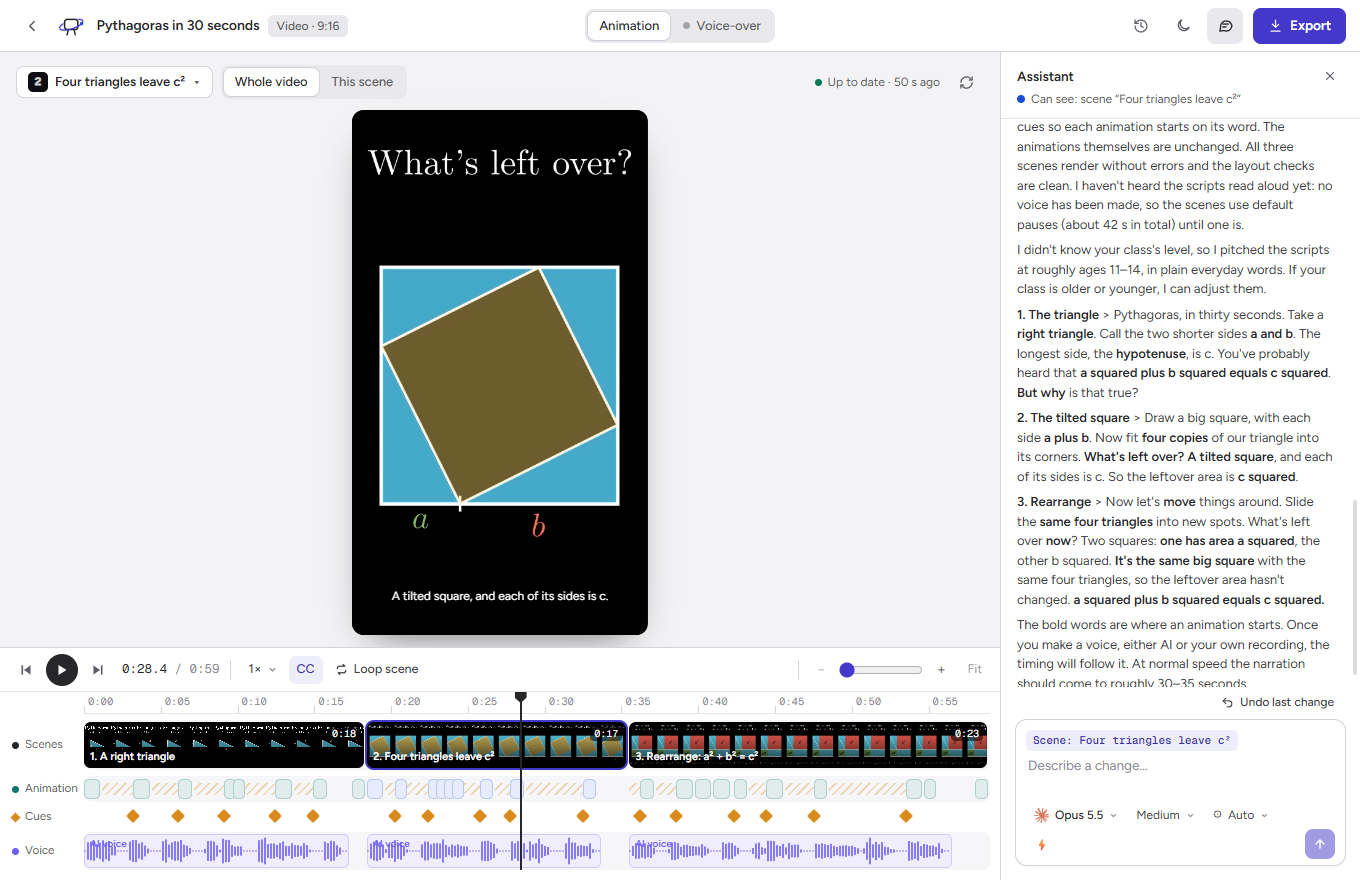 Pythagoras in 30 seconds
Video · 9:16
Animation
Voice-over
Export
2
Four triangles leave c²
Whole video
This scene
Up to date · 50 s ago
What's left over?
a
b
A tilted square, and each of its sides is c.
0:28.4 / 0:59
1×
CC
Loop scene
Fit
0:00
0:05
0:10
0:15
0:20
0:25
0:30
0:35
0:40
0:45
0:50
0:55
Scenes
0:18
1. A right triangle
0:17
2. Four triangles leave c²
0:23
3. Rearrange: a² + b² = c²
Animation
Cues
Voice
AI voice
AI voice
AI voice
Assistant
Can see: scene “Four triangles leave c²”
cues so each animation starts on its word. The
animations themselves are unchanged. All three
scenes render without errors and the layout checks
are clean. I haven't heard the scripts read aloud yet: no
voice has been made, so the scenes use default
pauses (about 42 s in total) until one is.
I didn't know your class's level, so I pitched the scripts
at roughly ages 11–14, in plain everyday words. If your
class is older or younger, I can adjust them.
1. The triangle > Pythagoras, in thirty seconds. Take a
right triangle. Call the two shorter sides a and b. The
longest side, the hypotenuse, is c. You've probably
heard that a squared plus b squared equals c squared.
But why is that true?
2. The tilted square > Draw a big square, with each
side a plus b. Now fit four copies of our triangle into
its corners. What's left over? A tilted square, and each
of its sides is c. So the leftover area is c squared.
3. Rearrange > Now let's move things around. Slide
the same four triangles into new spots. What's left
over now? Two squares: one has area a squared, the
other b squared. It's the same big square with the
same four triangles, so the leftover area hasn't
changed. a squared plus b squared equals c squared.
The bold words are where an animation starts. Once
you make a voice, either AI or your own recording, the
timing will follow it. At normal speed the narration
should come to roughly 30–35 seconds.
Undo last change
Scene: Four triangles leave c²
Describe a change...
Opus 5.5
Medium
Auto